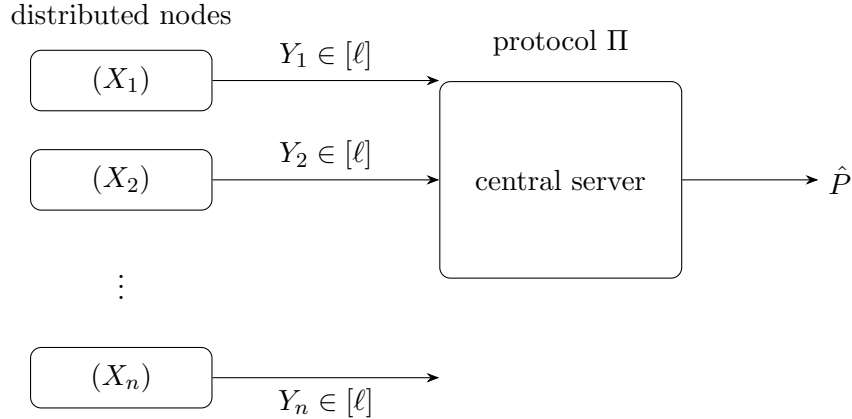 distributed nodes
protocol Π
(X₁)
Y₁ ∈ [ℓ]
(X₂)
Y₂ ∈ [ℓ]
central server
P̂
⋮
(Xₙ)
Yₙ ∈ [ℓ]